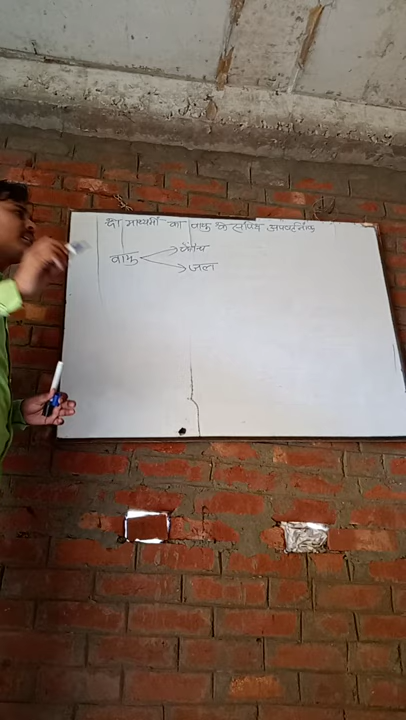 दो माध्यमों का वायु के सापेक्ष अपवर्तनांक
वायु
काँच
जल